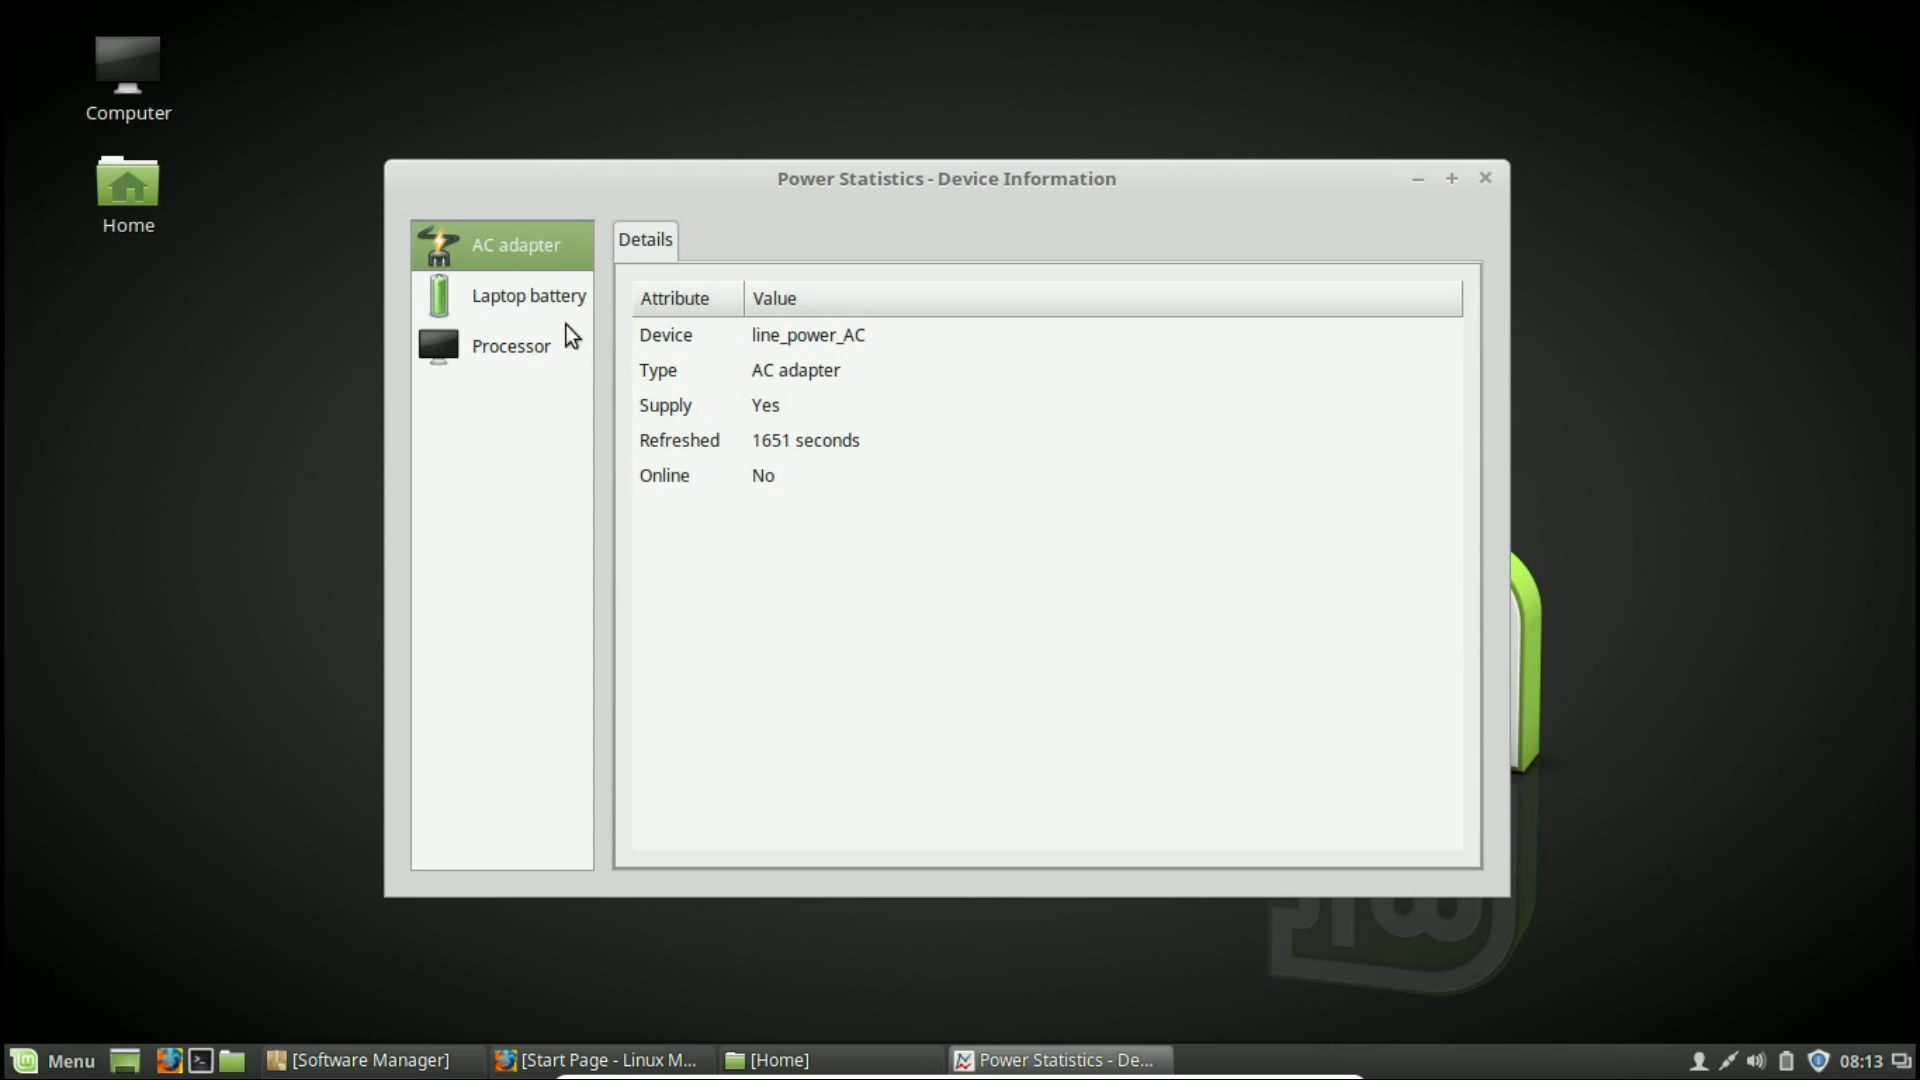 Computer
Home
Power Statistics - Device Information
AC adapter
Laptop battery
Processor
Details
Attribute Value
Device line_power_AC
Type AC adapter
Supply Yes
Refreshed 1651 seconds
Online No
Menu [Software Manager] [Start Page - Linux M... [Home] Power Statistics - De... 08:13